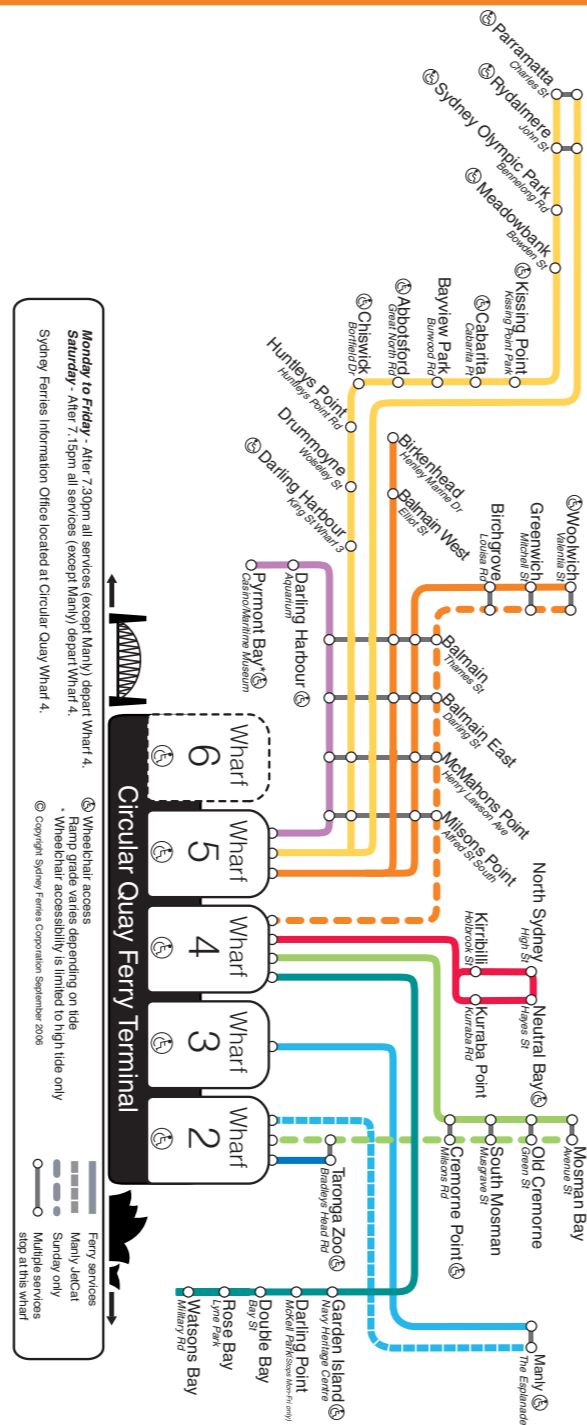 Parramatta
Charles St
Rydalmere
John St
Sydney Olympic Park
Bennelong Rd
Meadowbank
Bowden St
Kissing Point
Kissing Point Park
Cabarita
Cabarita Pt
Bayview Park
Burwood Rd
Abbotsford
Great North Rd
Chiswick
Bortfield Dr
Huntleys Point
Huntleys Point Rd
Drummoyne
Wolseley St
Darling Harbour
King St Wharf 3
Birkenhead
Henley Marine Dr
Balmain West
Elliot St
Woolwich
Valentia St
Greenwich
Mitchell St
Birchgrove
Louisa Rd
Balmain
Thames St
Balmain East
Darling St
McMahons Point
Henry Lawson Ave
Milsons Point
Alfred St South
Darling Harbour
Aquarium
Pyrmont Bay*
Casino/Maritime Museum
North Sydney
High St
Neutral Bay
Hayes St
Kirribilli
Holbrook St
Kurraba Point
Kurraba Rd
Mosman Bay
Avenue St
Old Cremorne
Green St
South Mosman
Musgrave St
Cremorne Point
Milsons Rd
Taronga Zoo
Bradleys Head Rd
Manly
The Esplanade
Garden Island
Navy Heritage Centre
Darling Point
McKell Park (Stops Mon-Fri only)
Double Bay
Bay St
Rose Bay
Lyne Park
Watsons Bay
Military Rd
Wharf
6
Wharf
5
Wharf
4
Wharf
3
Wharf
2
Circular Quay Ferry Terminal
Monday to Friday - After 7.30pm all services (except Manly) depart Wharf 4.
Saturday - After 7.15pm all services (except Manly) depart Wharf 4.
Sydney Ferries Information Office located at Circular Quay Wharf 4.
Wheelchair access
Ramp grade varies depending on tide
* Wheelchair accessibility is limited to high tide only
© Copyright Sydney Ferries Corporation September 2006
Ferry services
Manly JetCat
Sunday only
Multiple services
stop at this wharf